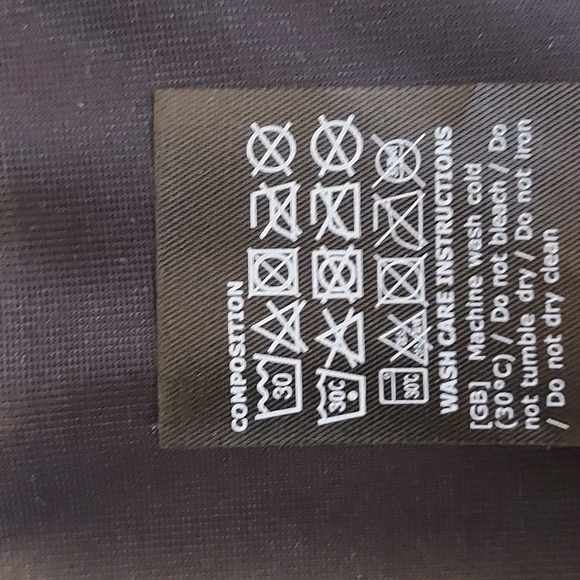 COMPOSITION
30
30C
30°C
WASH CARE INSTRUCTIONS
[GB] Machine wash cold
(30°C) / Do not bleach / Do
not tumble dry / Do not iron
/ Do not dry clean